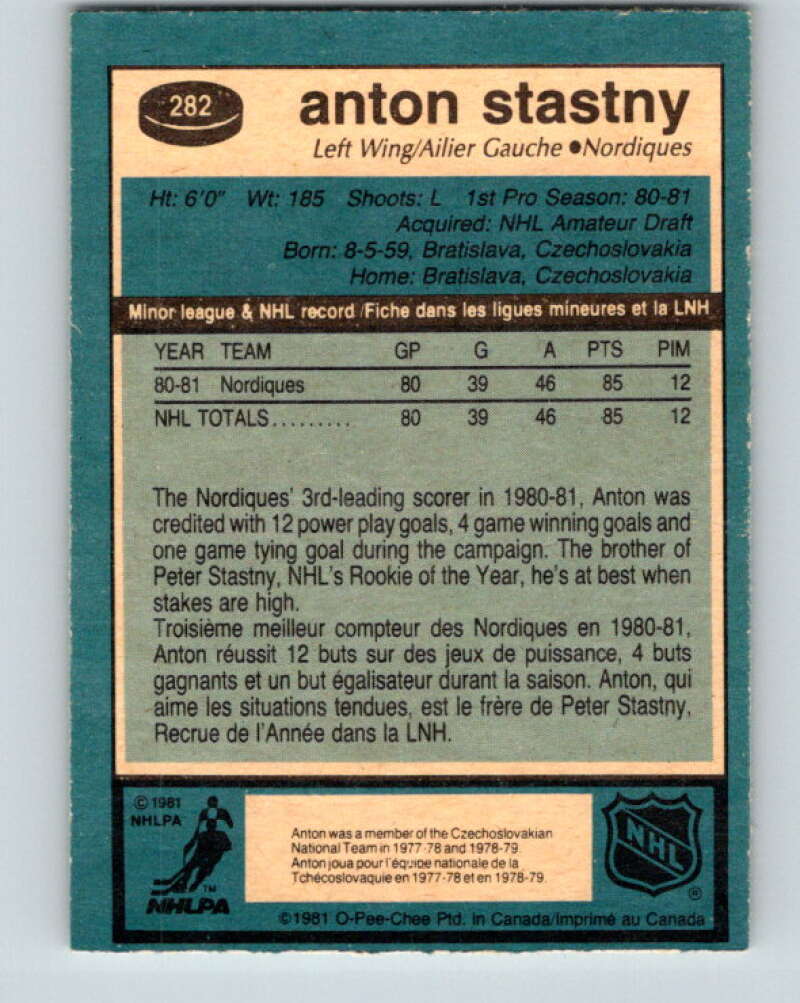 282
anton stastny
Left Wing/Ailier Gauche ●Nordiques
Ht: 6'0" Wt: 185 Shoots: L 1st Pro Season: 80-81
Acquired: NHL Amateur Draft
Born: 8-5-59, Bratislava, Czechoslovakia
Home: Bratislava, Czechoslovakia
Minor league & NHL record/Fiche dans les ligues mineures et la LNH
YEAR TEAM GP G A PTS PIM
80-81 Nordiques 80 39 46 85 12
NHL TOTALS......... 80 39 46 85 12
The Nordiques' 3rd-leading scorer in 1980-81, Anton was
credited with 12 power play goals, 4 game winning goals and
one game tying goal during the campaign. The brother of
Peter Stastny, NHL's Rookie of the Year, he's at best when
stakes are high.
Troisième meilleur compteur des Nordiques en 1980-81,
Anton réussit 12 buts sur des jeux de puissance, 4 buts
gagnants et un but égalisateur durant la saison. Anton, qui
aime les situations tendues, est le frère de Peter Stastny,
Recrue de l'Année dans la LNH.
© 1981
NHLPA
TM
NHLPA
Anton was a member of the Czechoslovakian
National Team in 1977-78 and 1978-79.
Anton joua pour l'équipe nationale de la
Tchécoslovaquie en 1977-78 et en 1978-79.
NHL
®
©1981 O-Pee-Chee Ptd. in Canada/Imprimé au Canada